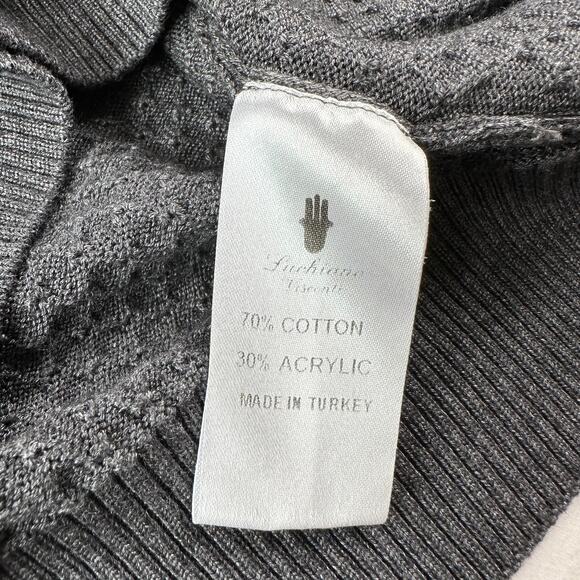 Luchiano
Visconti
70% COTTON
30% ACRYLIC
MADE IN TURKEY